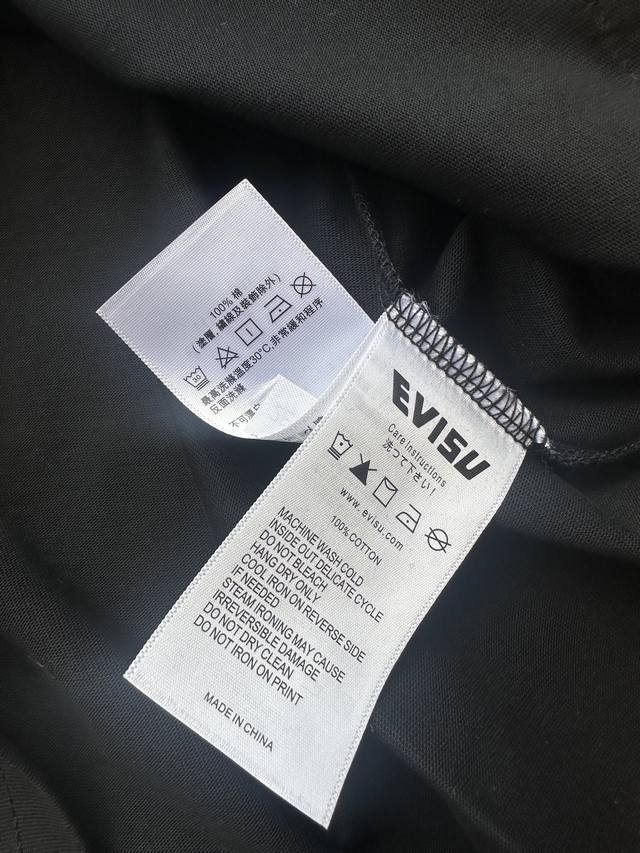 EVISU
Care instructions
洗って下さい!
www.evisu.com
100%COTTON
MACHINE WASH COLD
INSIDE OUT DELICATE CYCLE
DO NOT BLEACH
HANG DRY ONLY
COOL IRON ON REVERSE SIDE
IF NEEDED
STEAM IRONING MAY CAUSE
IRREVERSIBLE DAMAGE
DO NOT DRY CLEAN
DO NOT IRON ON PRINT
MADE IN CHINA
100% 棉
(塗層,繡線及裝飾除外)
30
最高洗滌溫度30°C,非常緩和程序
反面洗滌
不可漂白